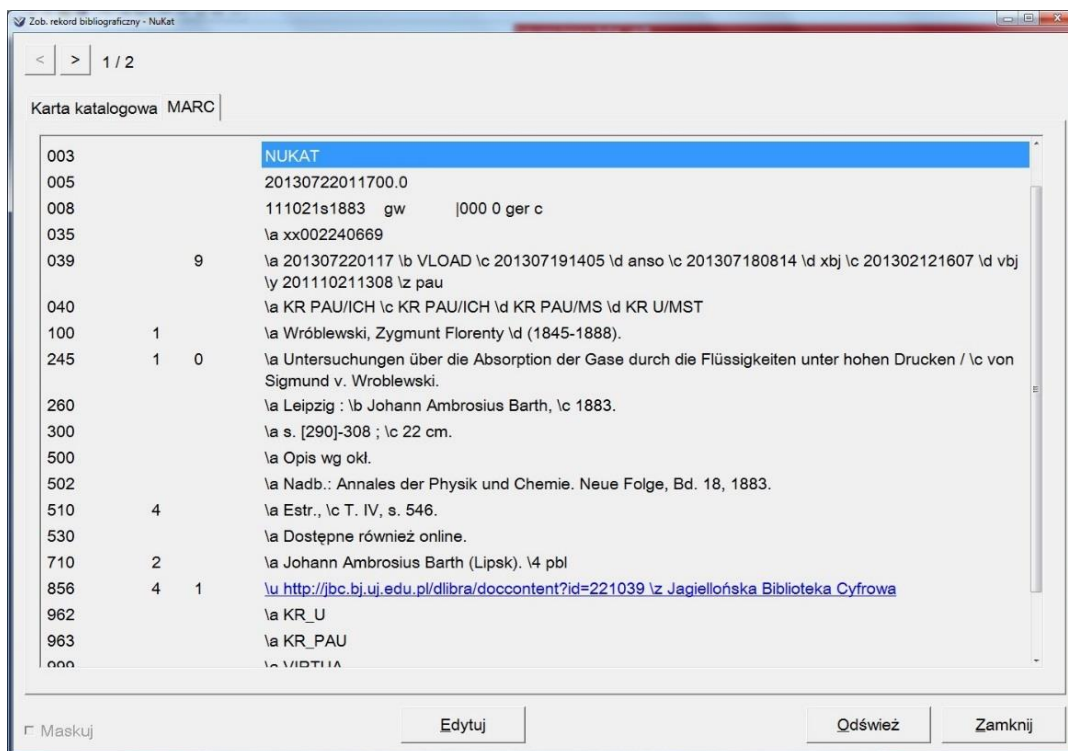 Zob. rekord bibliograficzny - NuKat
< > 1 / 2
Karta katalogowa MARC
003 NUKAT
005 20130722011700.0
008 111021s1883 gw |000 0 ger c
035 \a xx002240669
039 9 \a 201307220117 \b VLOAD \c 201307191405 \d anso \c 201307180814 \d xbj \c 201302121607 \d vbj
\y 201110211308 \z pau
040 \a KR PAU/ICH \c KR PAU/ICH \d KR PAU/MS \d KR U/MST
100 1 \a Wróblewski, Zygmunt Florenty \d (1845-1888).
245 1 0 \a Untersuchungen über die Absorption der Gase durch die Flüssigkeiten unter hohen Drucken / \c von
Sigmund v. Wroblewski.
260 \a Leipzig : \b Johann Ambrosius Barth, \c 1883.
300 \a s. [290]-308 ; \c 22 cm.
500 \a Opis wg okł.
502 \a Nadb.: Annales der Physik und Chemie. Neue Folge, Bd. 18, 1883.
510 4 \a Estr., \c T. IV, s. 546.
530 \a Dostępne również online.
710 2 \a Johann Ambrosius Barth (Lipsk). \4 pbl
856 4 1 \u http://jbc.bj.uj.edu.pl/dlibra/doccontent?id=221039 \z Jagiellońska Biblioteka Cyfrowa
962 \a KR_U
963 \a KR_PAU
999 \a VIRTUA
Maskuj Edytuj Odśwież Zamknij